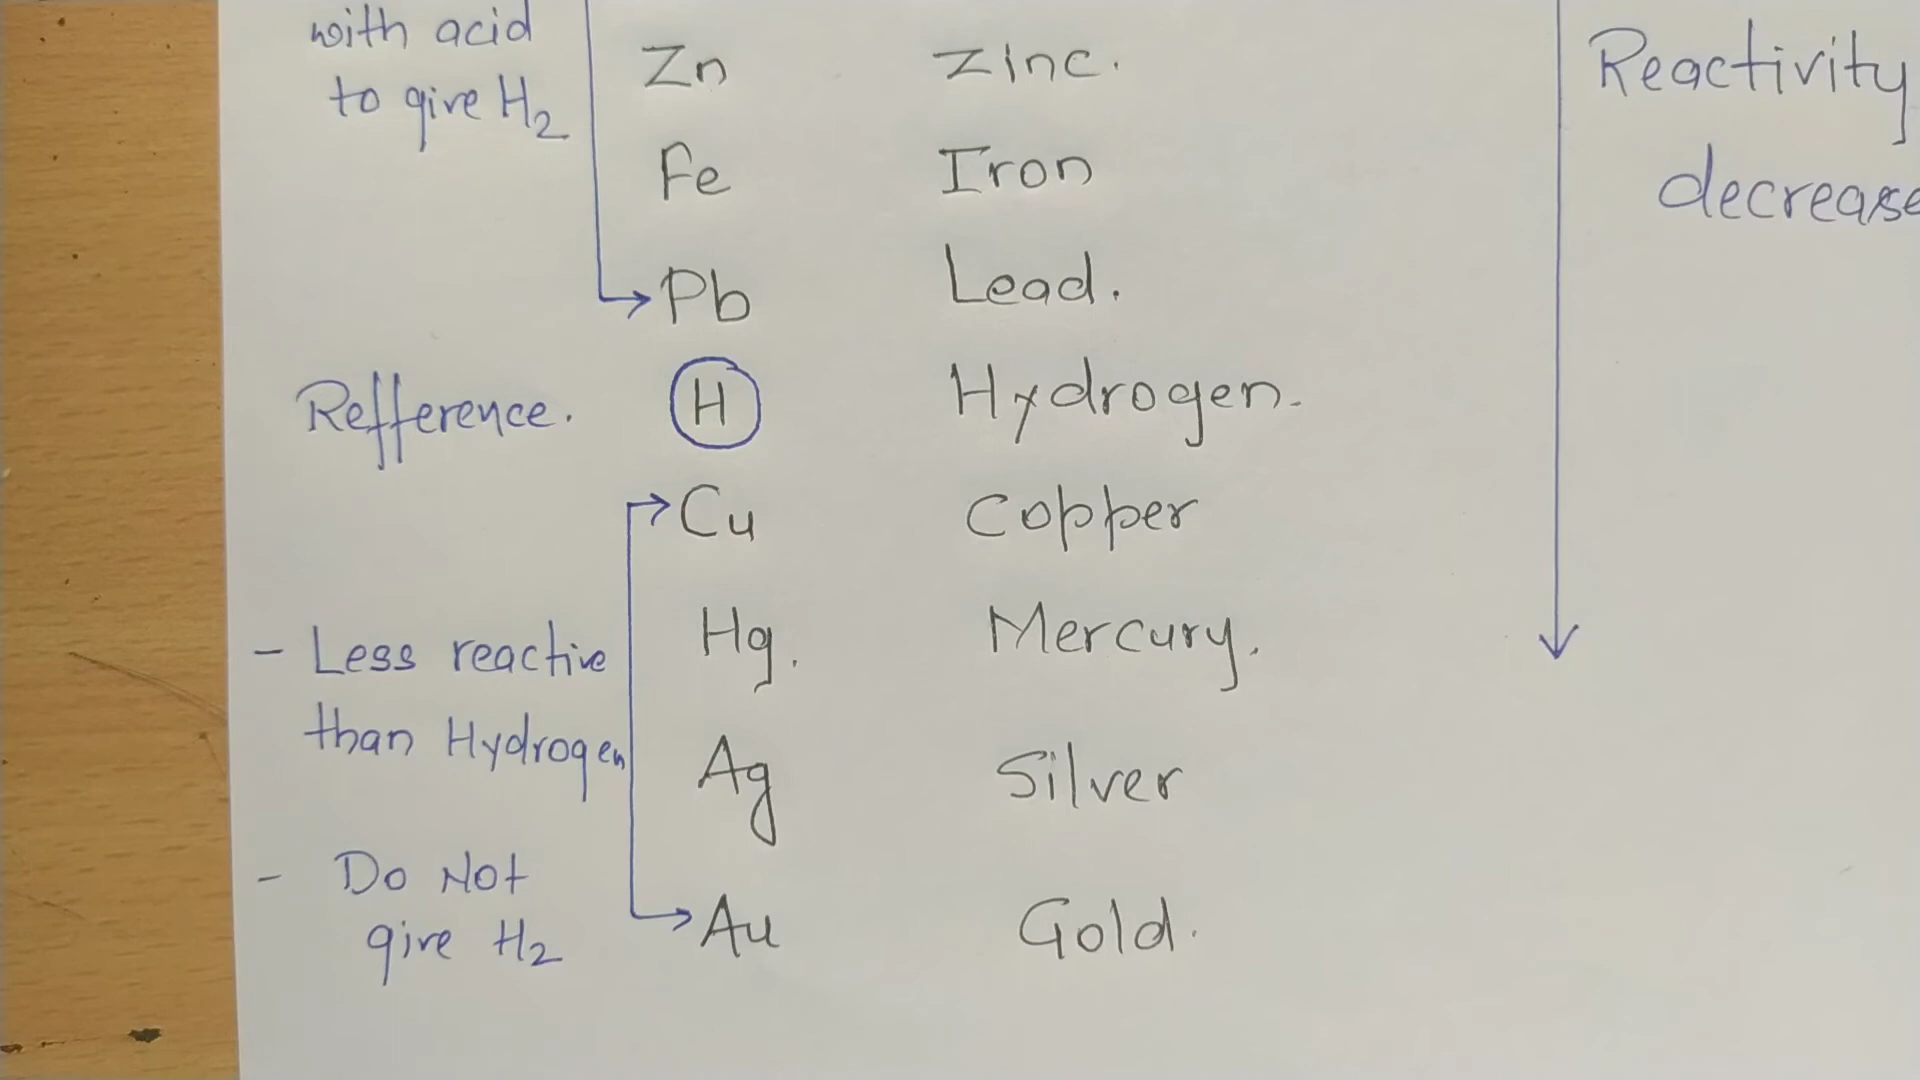 with acid
to give H2
Zn Zinc.
Fe Iron
Pb Lead.
Refference. H Hydrogen.
Cu Copper
Hg. Mercury.
Ag Silver
Au Gold.
- Less reactive
than Hydrogen
- Do Not
give H2
Reactivity
decrease